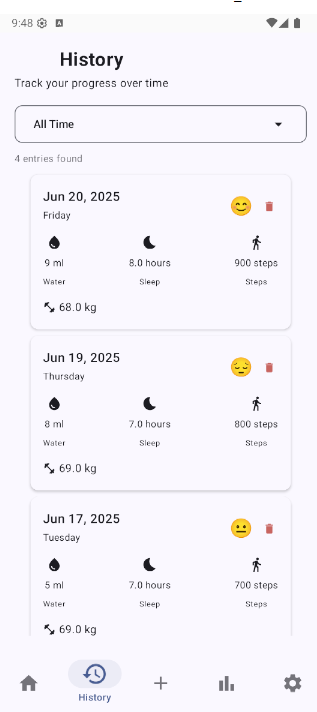 9:48
History
Track your progress over time
All Time
4 entries found
Jun 20, 2025
Friday
9 ml 8.0 hours 900 steps
Water Sleep Steps
68.0 kg
Jun 19, 2025
Thursday
8 ml 7.0 hours 800 steps
Water Sleep Steps
69.0 kg
Jun 17, 2025
Tuesday
5 ml 7.0 hours 700 steps
Water Sleep Steps
69.0 kg
History